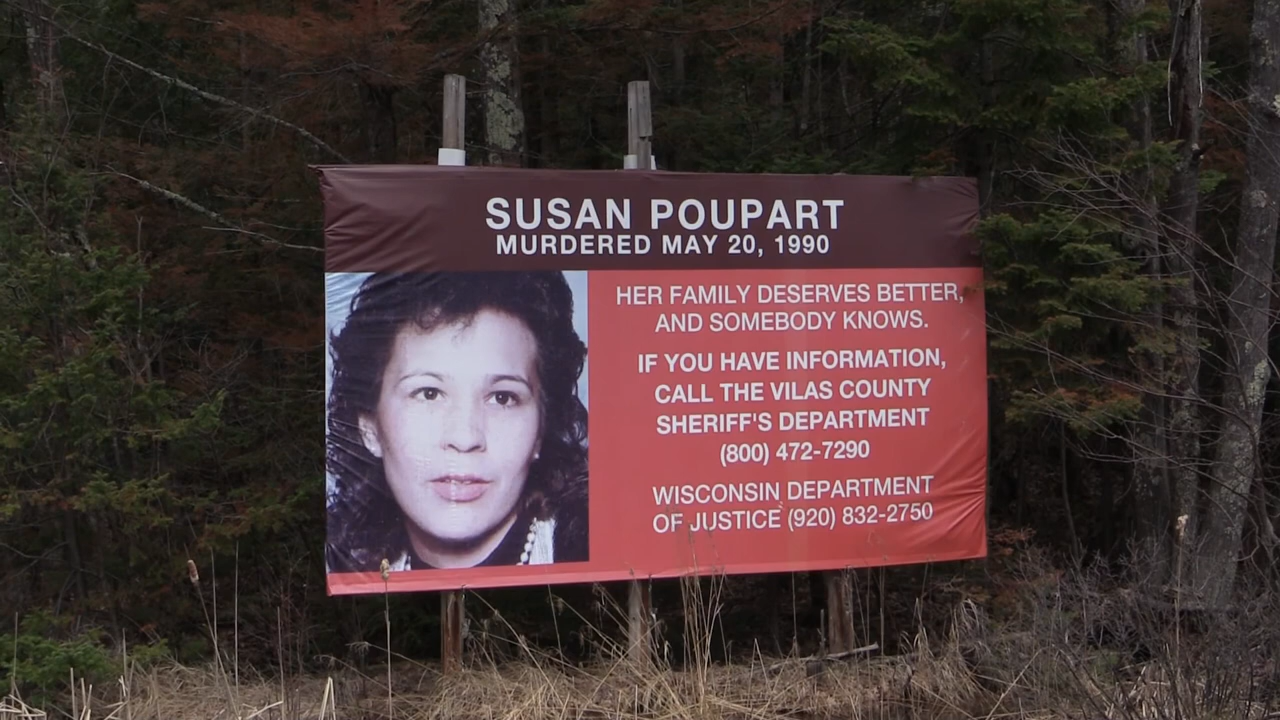 SUSAN POUPART
MURDERED MAY 20, 1990
HER FAMILY DESERVES BETTER,
AND SOMEBODY KNOWS.
IF YOU HAVE INFORMATION,
CALL THE VILAS COUNTY
SHERIFF'S DEPARTMENT
(800) 472-7290
WISCONSIN DEPARTMENT
OF JUSTICE (920) 832-2750